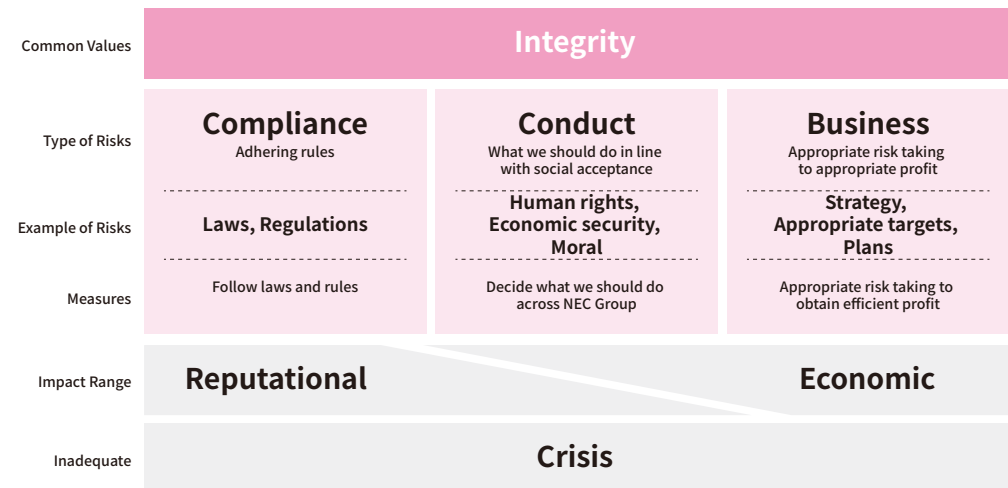 Common Values
Integrity
Type of Risks
Compliance
Adhering rules
Conduct
What we should do in line
with social acceptance
Business
Appropriate risk taking
to appropriate profit
Example of Risks
Laws, Regulations
Human rights,
Economic security,
Moral
Strategy,
Appropriate targets,
Plans
Measures
Follow laws and rules
Decide what we should do
across NEC Group
Appropriate risk taking to
obtain efficient profit
Impact Range
Reputational
Economic
Inadequate
Crisis